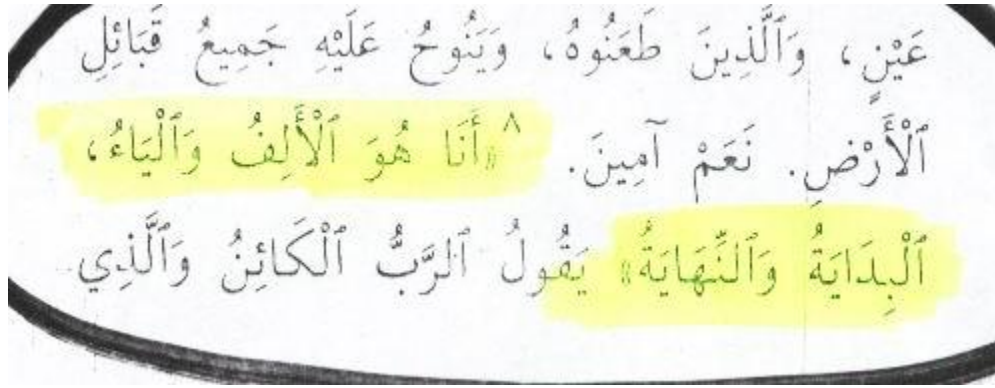 عَيْنٍ، وَٱلَّذِينَ طَعَنُوهُ، وَيَنُوحُ عَلَيْهِ جَمِيعُ قَبَائِلِ
ٱلْأَرْضِ. نَعَمْ آمِينَ. ٨ «أَنَا هُوَ ٱلْأَلِفُ وَٱلْيَاءُ،
ٱلْبِدَايَةُ وَٱلنِّهَايَةُ» يَقُولُ ٱلرَّبُّ ٱلْكَائِنُ وَٱلَّذِي